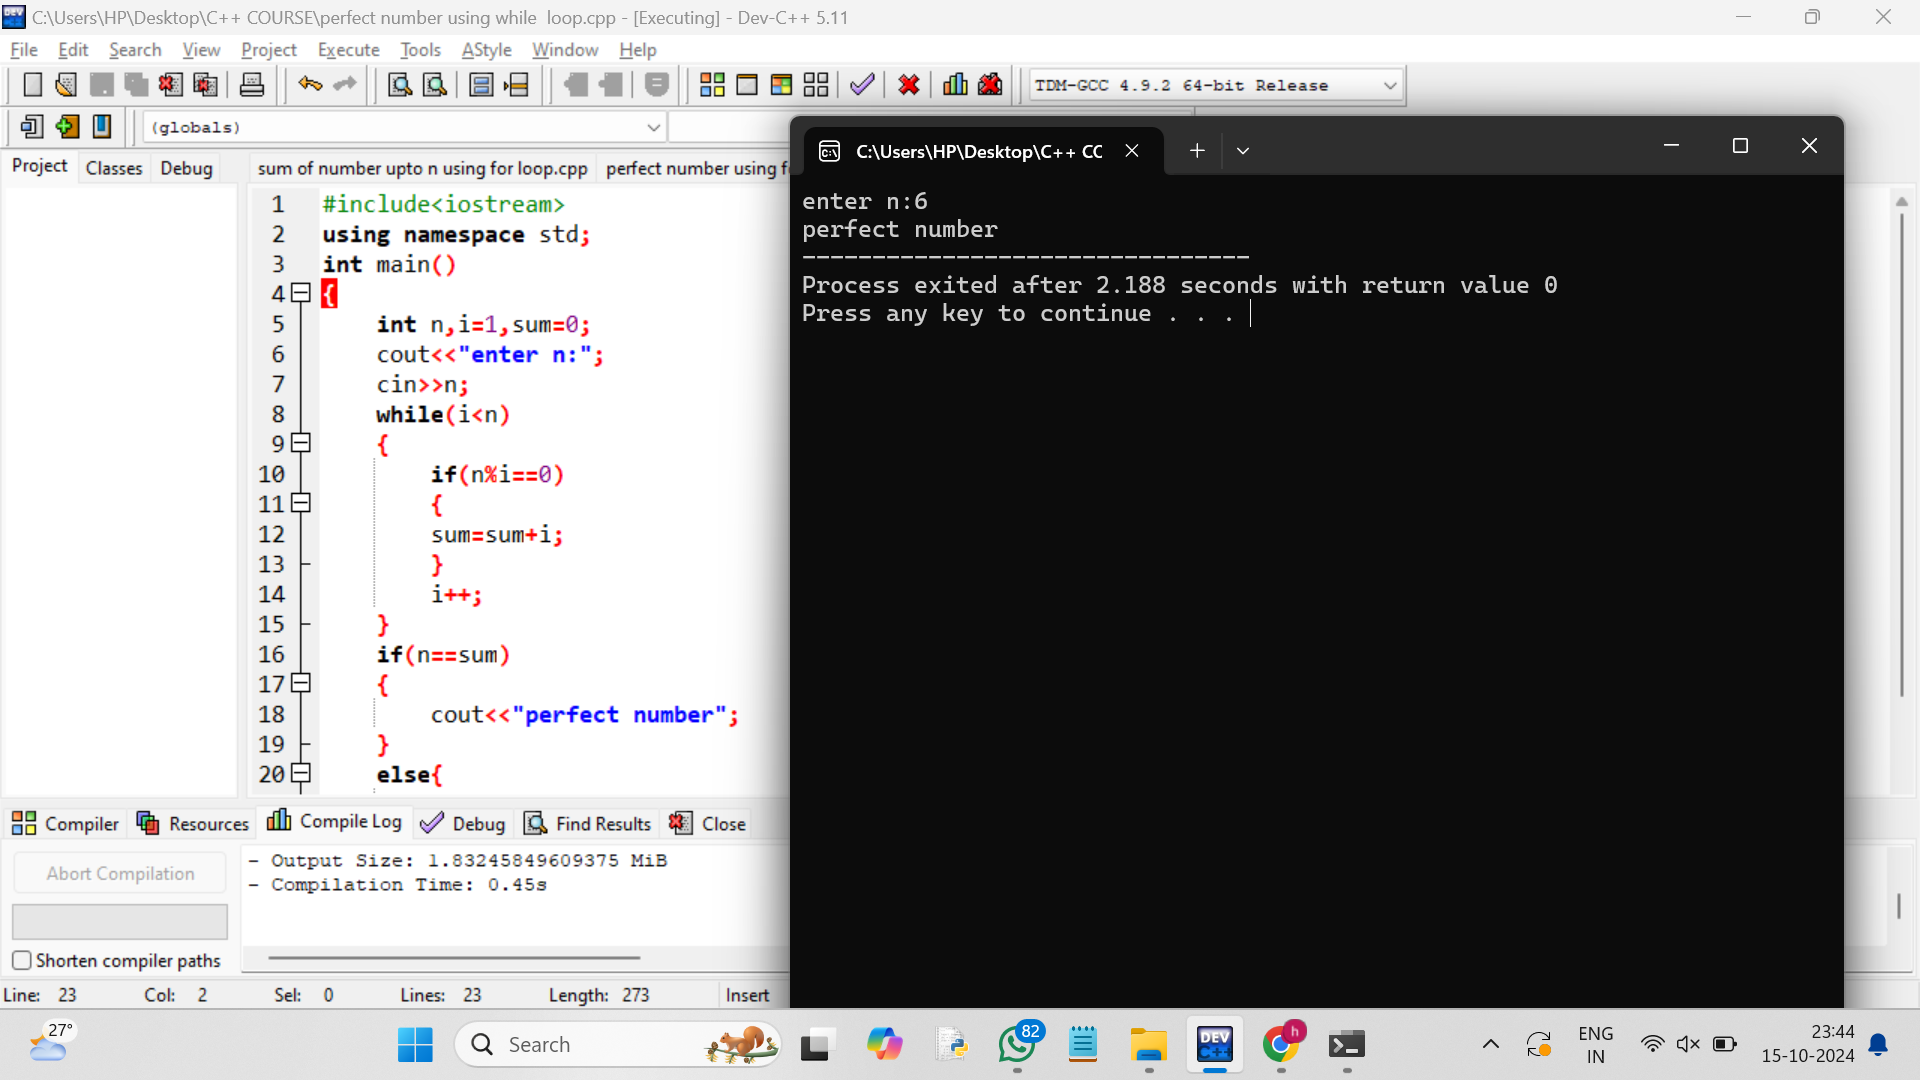 C:\Users\HP\Desktop\C++ COURSE\perfect number using while  loop.cpp - [Executing] - Dev-C++ 5.11
File Edit Search View Project Execute Tools AStyle Window Help
TDM-GCC 4.9.2 64-bit Release
(globals)
Project Classes Debug
sum of number upto n using for loop.cpp perfect number using f
1 #include<iostream>
2 using namespace std;
3 int main()
4 {
5 int n,i=1,sum=0;
6 cout<<"enter n:";
7 cin>>n;
8 while(i<n)
9 {
10 if(n%i==0)
11 {
12 sum=sum+i;
13 }
14 i++;
15 }
16 if(n==sum)
17 {
18 cout<<"perfect number";
19 }
20 else{
C:\Users\HP\Desktop\C++ CC
enter n:6
perfect number
--------------------------------
Process exited after 2.188 seconds with return value 0
Press any key to continue . . .
Compiler Resources Compile Log Debug Find Results Close
Abort Compilation
Shorten compiler paths
- Output Size: 1.83245849609375 MiB
- Compilation Time: 0.45s
Line: 23 Col: 2 Sel: 0 Lines: 23 Length: 273 Insert
27°
Search
82
DEV
C++
h
ENG
IN
23:44
15-10-2024